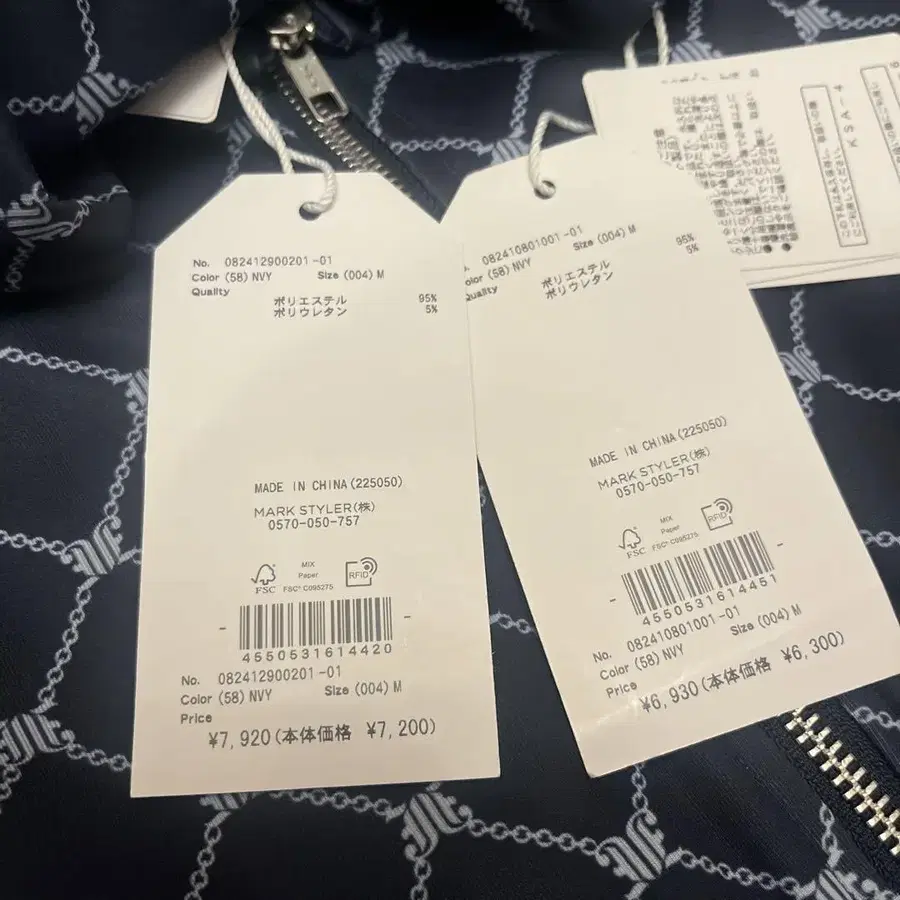 No. 082412900201-01
Color (58) NVY Size (004) M
Quality
ポリエステル 95%
ポリウレタン 5%
MADE IN CHINA (225050)
MARK STYLER(株)
0570-050-757
MIX
Paper
FSC
FSC® C095275
RFID
4550531614420
No. 082412900201-01
Color (58) NVY Size (004) M
Price
¥7,920(本体価格 ¥7,200)
082410801001-01
olor (58) NVY Size (004) M
Quality
ポリエステル 95%
ポリウレタン 5%
MADE IN CHINA (225050)
MARK STYLER(株)
0570-050-757
MIX
Paper
FSC
FSC® C095275
RFID
4550531614451
No. 082410801001-01
Color (58) NVY Size (004) M
Price
¥6,930(本体価格 ¥6,300)
KSA-4